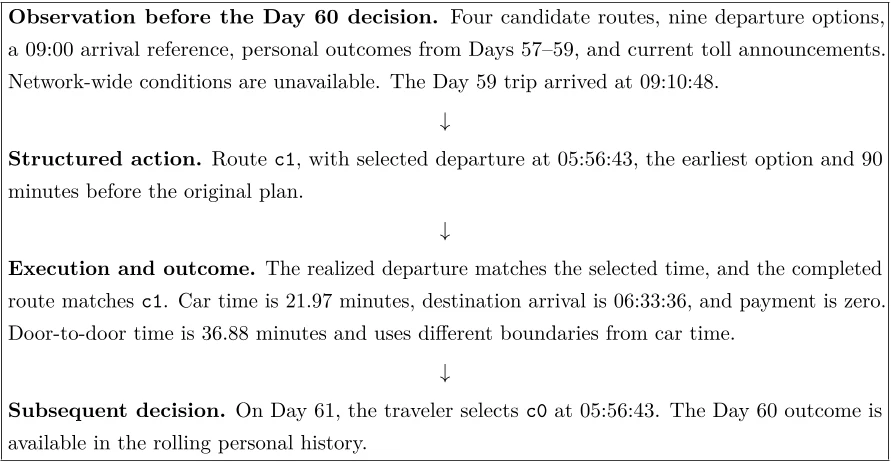 Observation before the Day 60 decision. Four candidate routes, nine departure options,
a 09:00 arrival reference, personal outcomes from Days 57–59, and current toll announcements.
Network-wide conditions are unavailable. The Day 59 trip arrived at 09:10:48.
↓
Structured action. Route c1, with selected departure at 05:56:43, the earliest option and 90
minutes before the original plan.
↓
Execution and outcome. The realized departure matches the selected time, and the completed
route matches c1. Car time is 21.97 minutes, destination arrival is 06:33:36, and payment is zero.
Door-to-door time is 36.88 minutes and uses different boundaries from car time.
↓
Subsequent decision. On Day 61, the traveler selects c0 at 05:56:43. The Day 60 outcome is
available in the rolling personal history.